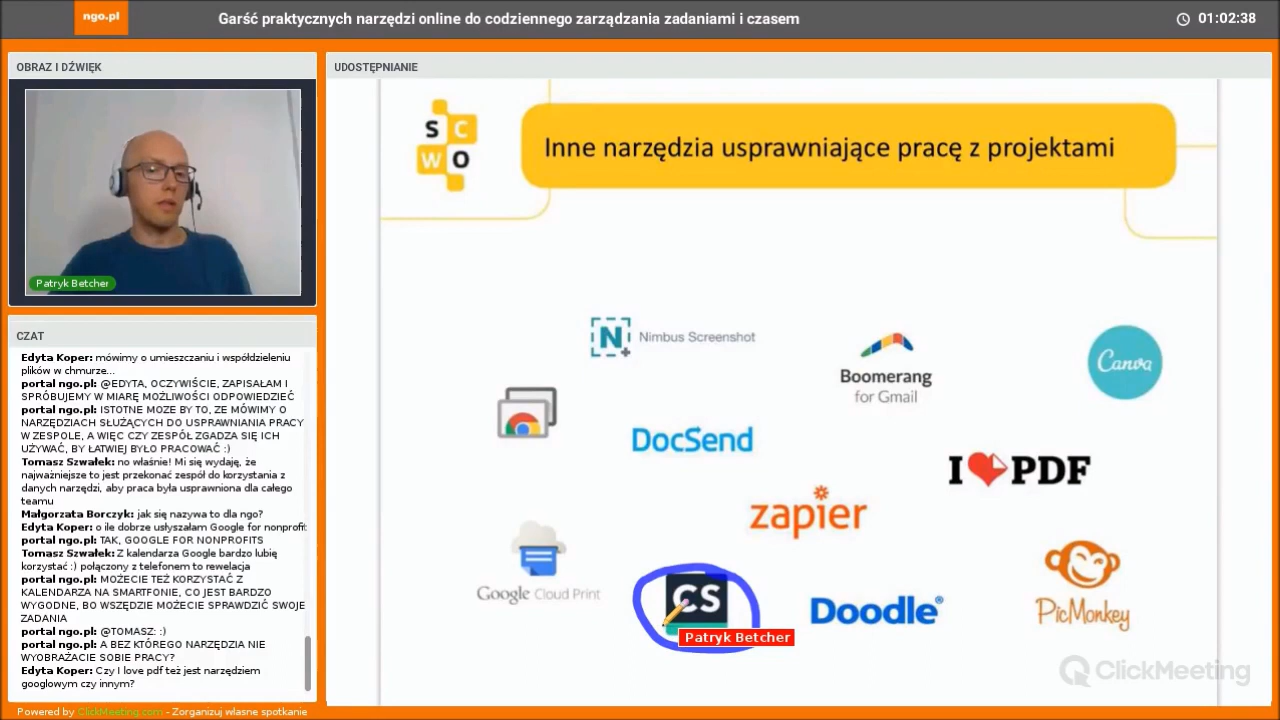 ngo.pl
Garść praktycznych narzędzi online do codziennego zarządzania zadaniami i czasem
01:02:38
OBRAZ I DŹWIĘK
Patryk Betcher
CZAT
Edyta Koper: mówimy o umieszczaniu i współdzieleniu
plików w chmurze...
portal ngo.pl: @EDYTA, OCZYWIŚCIE, ZAPISAŁAM I
SPRÓBUJEMY W MIARĘ MOŻLIWOŚCI ODPOWIEDZIEĆ
portal ngo.pl: ISTOTNE MOZE BY TO, ZE MÓWIMY O
NARZĘDZIACH SŁUŻĄCYCH DO USPRAWNIANIA PRACY
W ZESPOLE, A WIĘC CZY ZESPÓŁ ZGADZA SIĘ ICH
UŻYWAĆ, BY ŁATWIEJ BYŁO PRACOWAĆ :)
Tomasz Szwałek: no właśnie! Mi się wydaję, że
najważniejsze to jest przekonać zespół do korzystania z
danych narzędzi, aby praca była usprawniona dla całego
teamu
Małgorzata Borczyk: jak się nazywa to dla ngo?
Edyta Koper: o ile dobrze usłyszałam Google for nonprofit
portal ngo.pl: TAK, GOOGLE FOR NONPROFITS
Tomasz Szwałek: Z kalendarza Google bardzo lubię
korzystać :) połączony z telefonem to rewelacja
portal ngo.pl: MOŻECIE TEŻ KORZYSTAĆ Z
KALENDARZA NA SMARTFONIE, CO JEST BARDZO
WYGODNE, BO WSZĘDZIE MOŻECIE SPRAWDZIĆ SWOJE
ZADANIA
portal ngo.pl: @TOMASZ: :)
portal ngo.pl: A BEZ KTÓREGO NARZĘDZIA NIE
WYOBRAŻACIE SOBIE PRACY?
Edyta Koper: Czy I love pdf też jest narzędziem
googlowym czy innym?
Powered by ClickMeeting.com - Zorganizuj własne spotkanie
UDOSTĘPNIANIE
S C
W O
Inne narzędzia usprawniające pracę z projektami
N Nimbus Screenshot
Boomerang
for Gmail
Canva
DocSend
I PDF
zapier
Google Cloud Print
CS
Patryk Betcher
Doodle®
PicMonkey
ClickMeeting